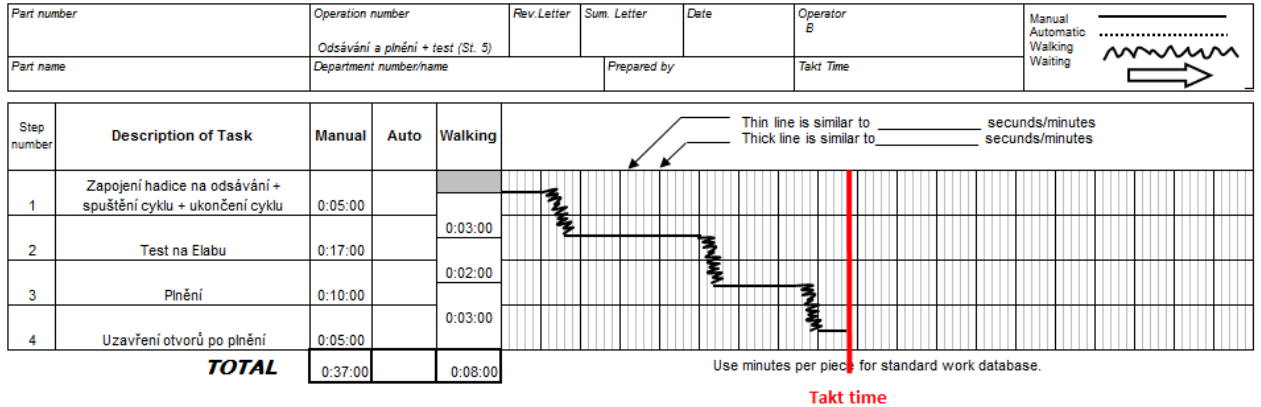 Part number
Operation number
Rev.Letter
Sum. Letter
Date
Operator
B
Odsávání a plnění + test (St. 5)
Manual
Automatic
Walking
Waiting
Part name
Department number/name
Prepared by
Takt Time
Step number
Description of Task
Manual
Auto
Walking
Thin line is similar to __________ seconds/minutes
Thick line is similar to__________ seconds/minutes
1
Zapojení hadice na odsávání +
spuštění cyklu + ukončení cyklu
0:05:00
0:03:00
2
Test na Elabu
0:17:00
0:02:00
3
Plnění
0:10:00
0:03:00
4
Uzavření otvorů po plnění
0:05:00
TOTAL
0:37:00
0:08:00
Use minutes per piece for standard work database.
Takt time